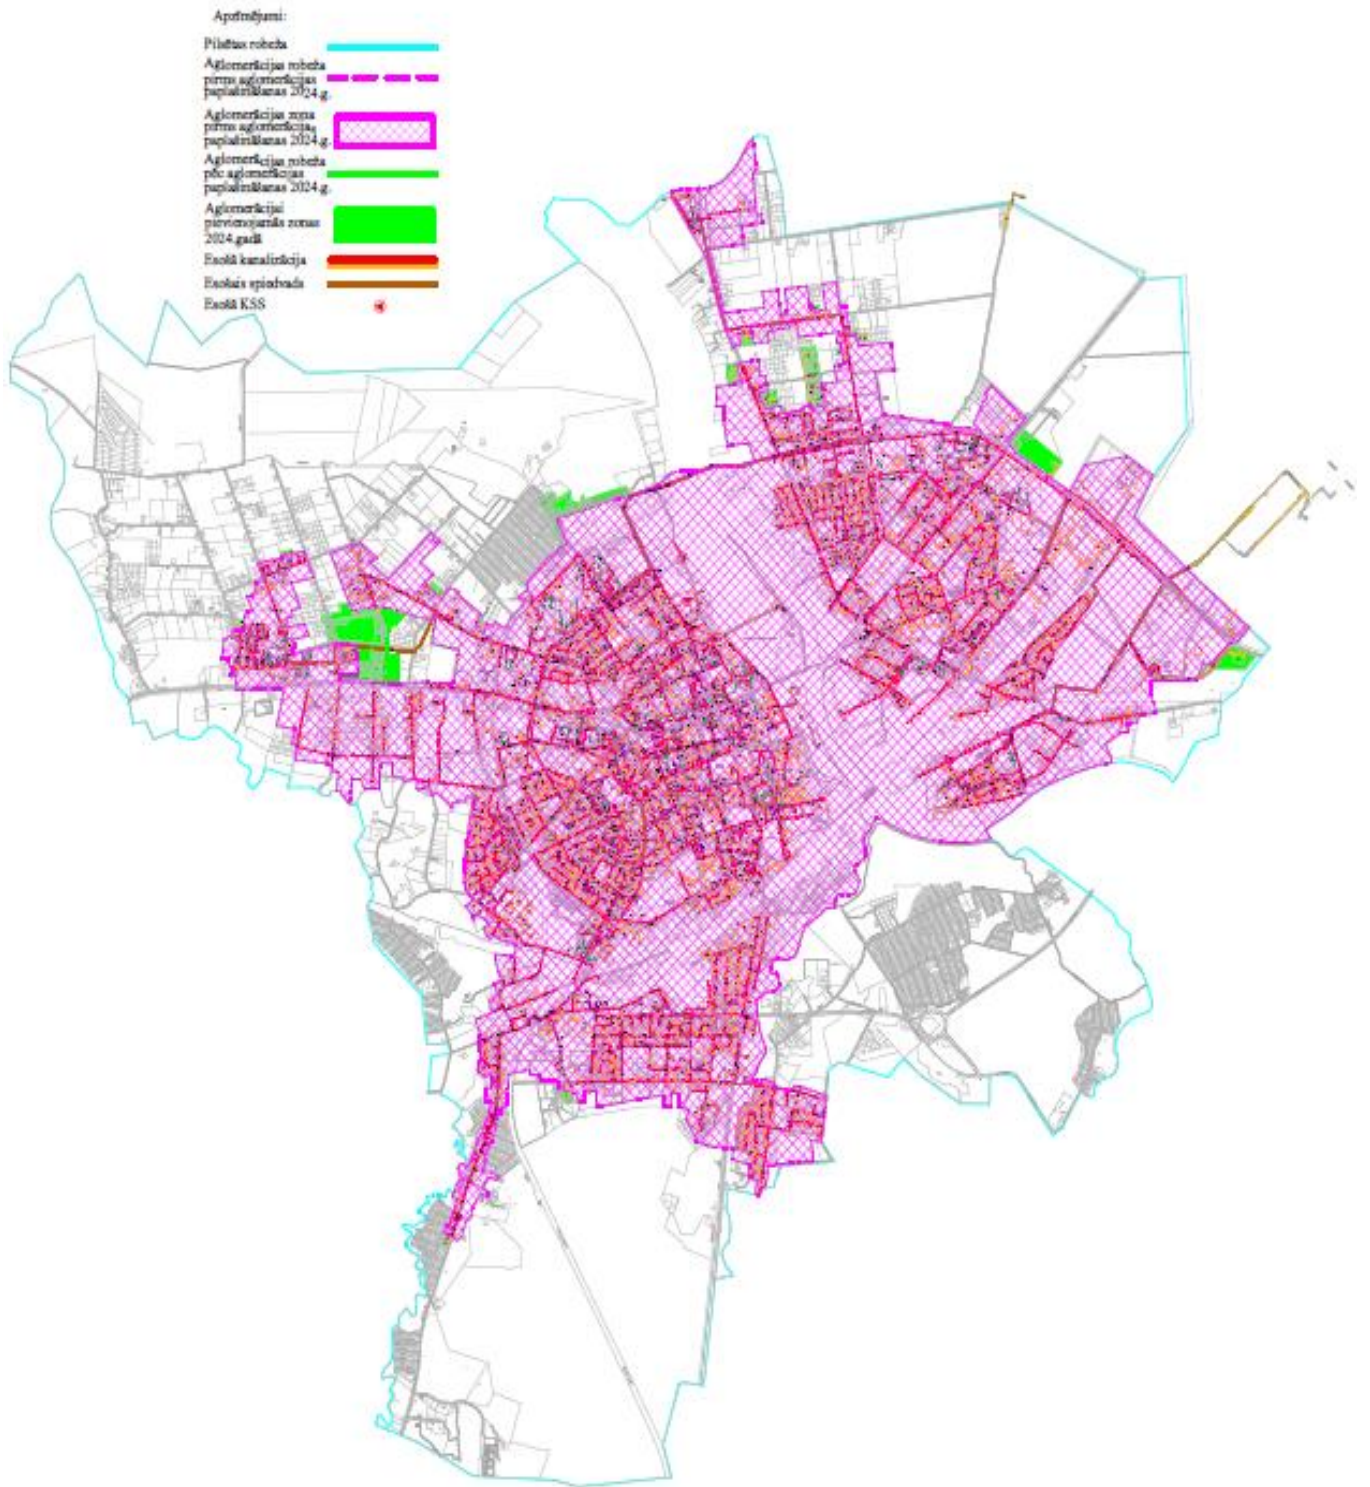 Apzīmējumi:
Pilsētas robeža
Aglomerācijas robeža
pirms aglomerācijas
paplašināšanas 2024.g.
Aglomerācijas zona
pirms aglomerācijas
paplašināšanas 2024.g.
Aglomerācijas robeža
pēc aglomerācijas
paplašināšanas 2024.g.
Aglomerācijai
pievienojamās zonas
2024.gadā
Esošā kanalizācija
Esošais spiedvads
Esošā KSS